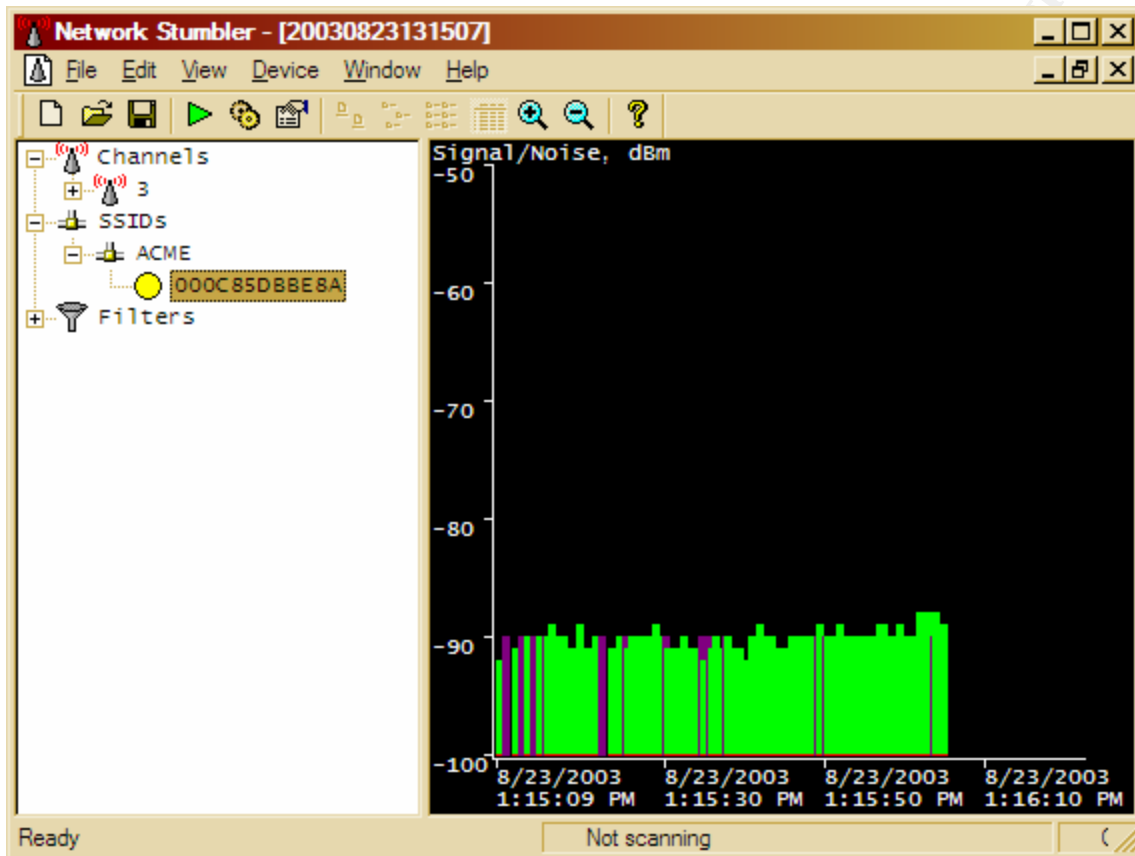 Network Stumbler - [20030823131507]
File Edit View Device Window Help
Channels
3
SSIDs
ACME
000C85DBBE8A
Filters
Signal/Noise, dBm
-50
-60
-70
-80
-90
-100
8/23/2003 8/23/2003 8/23/2003 8/23/2003
1:15:09 PM 1:15:30 PM 1:15:50 PM 1:16:10 PM
Ready Not scanning